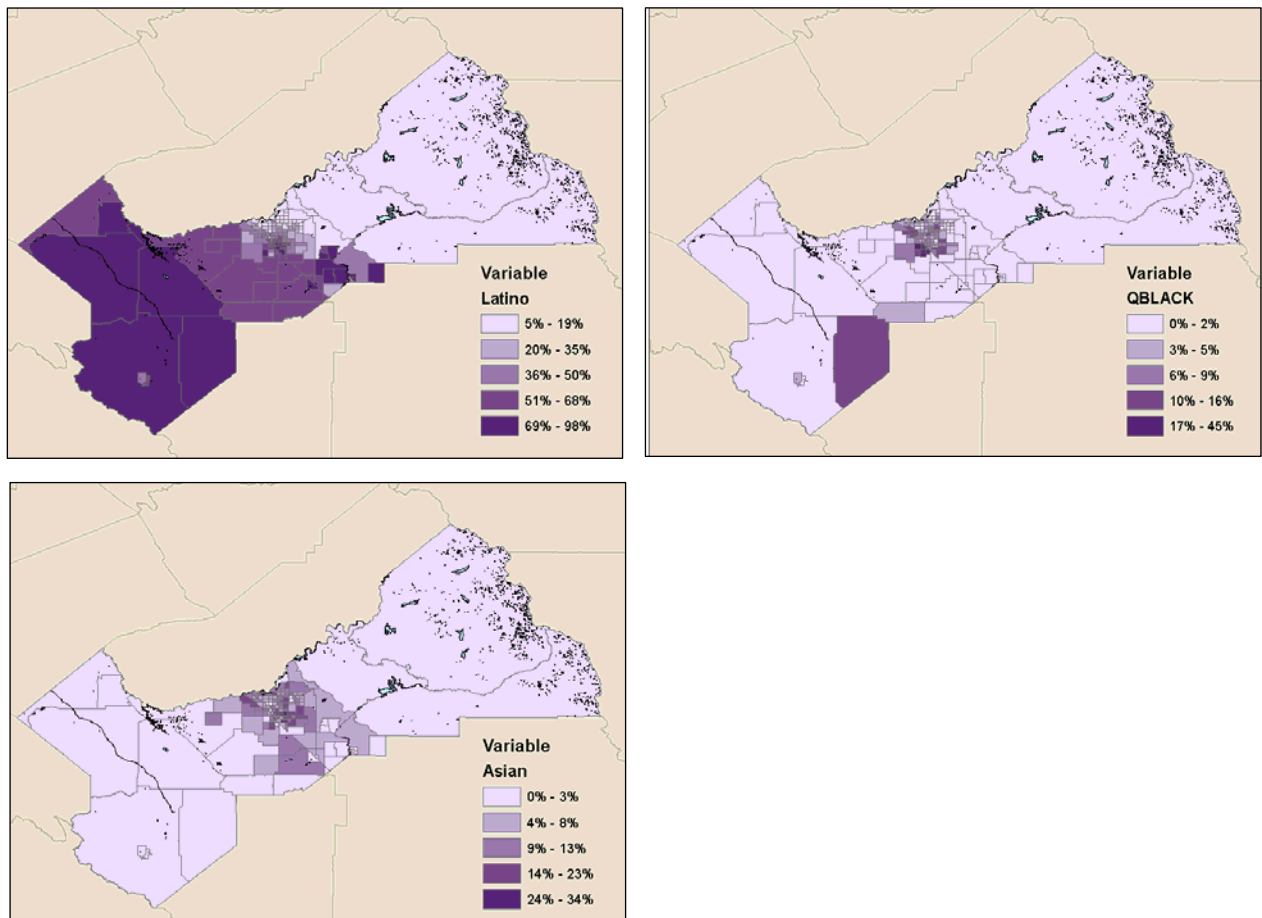 Variable
Latino
5% - 19%
20% - 35%
36% - 50%
51% - 68%
69% - 98%
Variable
QBLACK
0% - 2%
3% - 5%
6% - 9%
10% - 16%
17% - 45%
Variable
Asian
0% - 3%
4% - 8%
9% - 13%
14% - 23%
24% - 34%